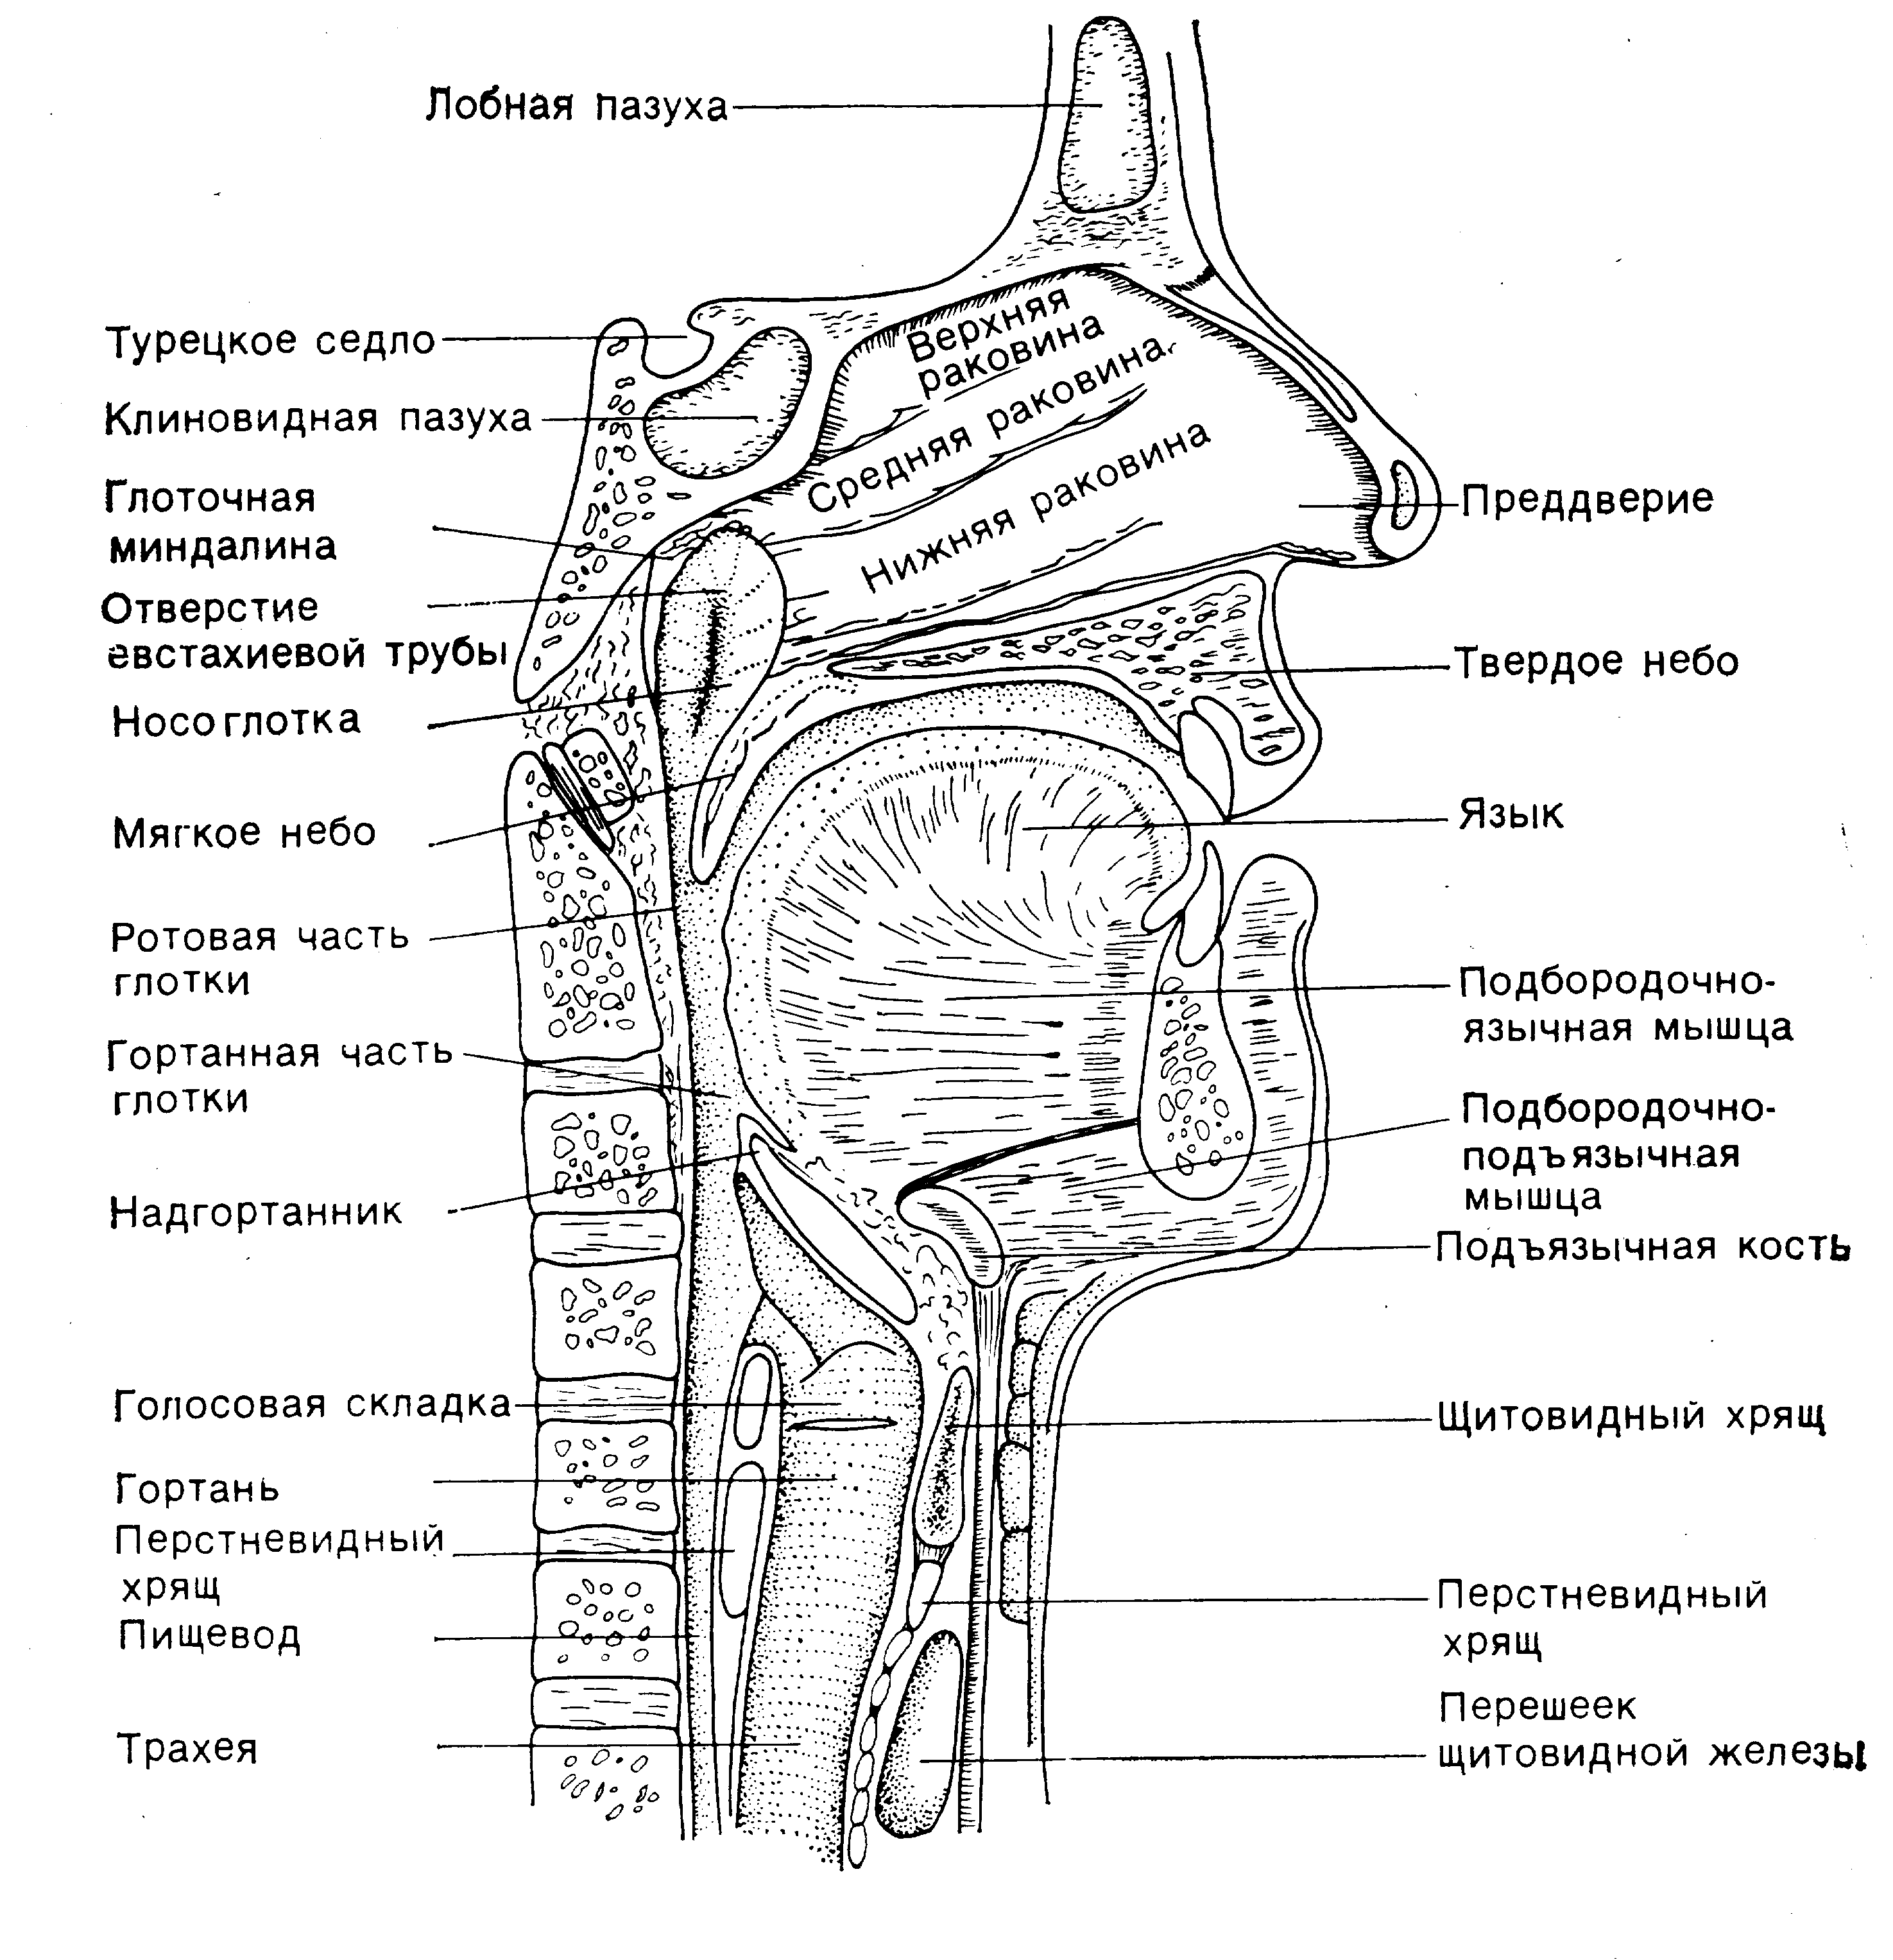 Лобная пазуха
Турецкое седло
Клиновидная пазуха
Глоточная
миндалина
Отверстие
евстахиевой трубы
Носоглотка
Мягкое небо
Ротовая часть
глотки
Гортанная часть
глотки
Надгортанник
Голосовая складка
Гортань
Перстневидный
хрящ
Пищевод
Трахея
Верхняя
раковина
Средняя раковина
Нижняя раковина
Преддверие
Твердое небо
Язык
Подбородочно-
язычная мышца
Подбородочно-
подъязычная
мышца
Подъязычная кость
Щитовидный хрящ
Перстневидный
хрящ
Перешеек
щитовидной железы